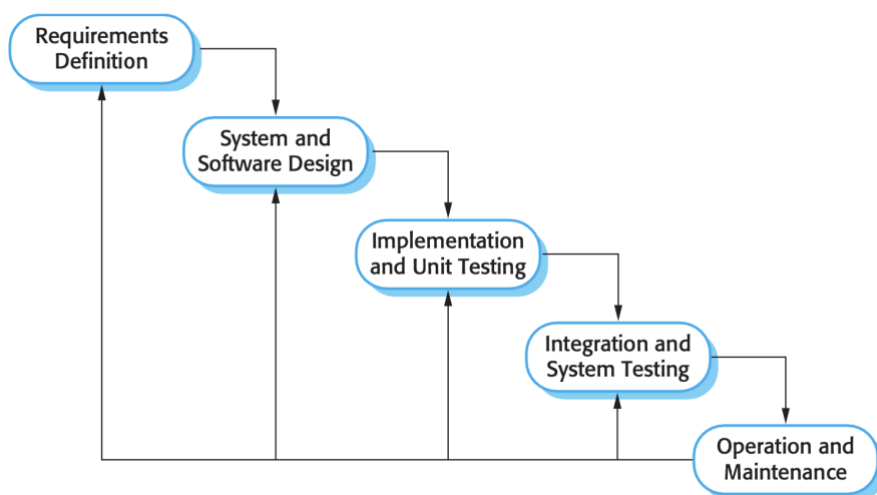 Requirements
Definition
System and
Software Design
Implementation
and Unit Testing
Integration and
System Testing
Operation and
Maintenance